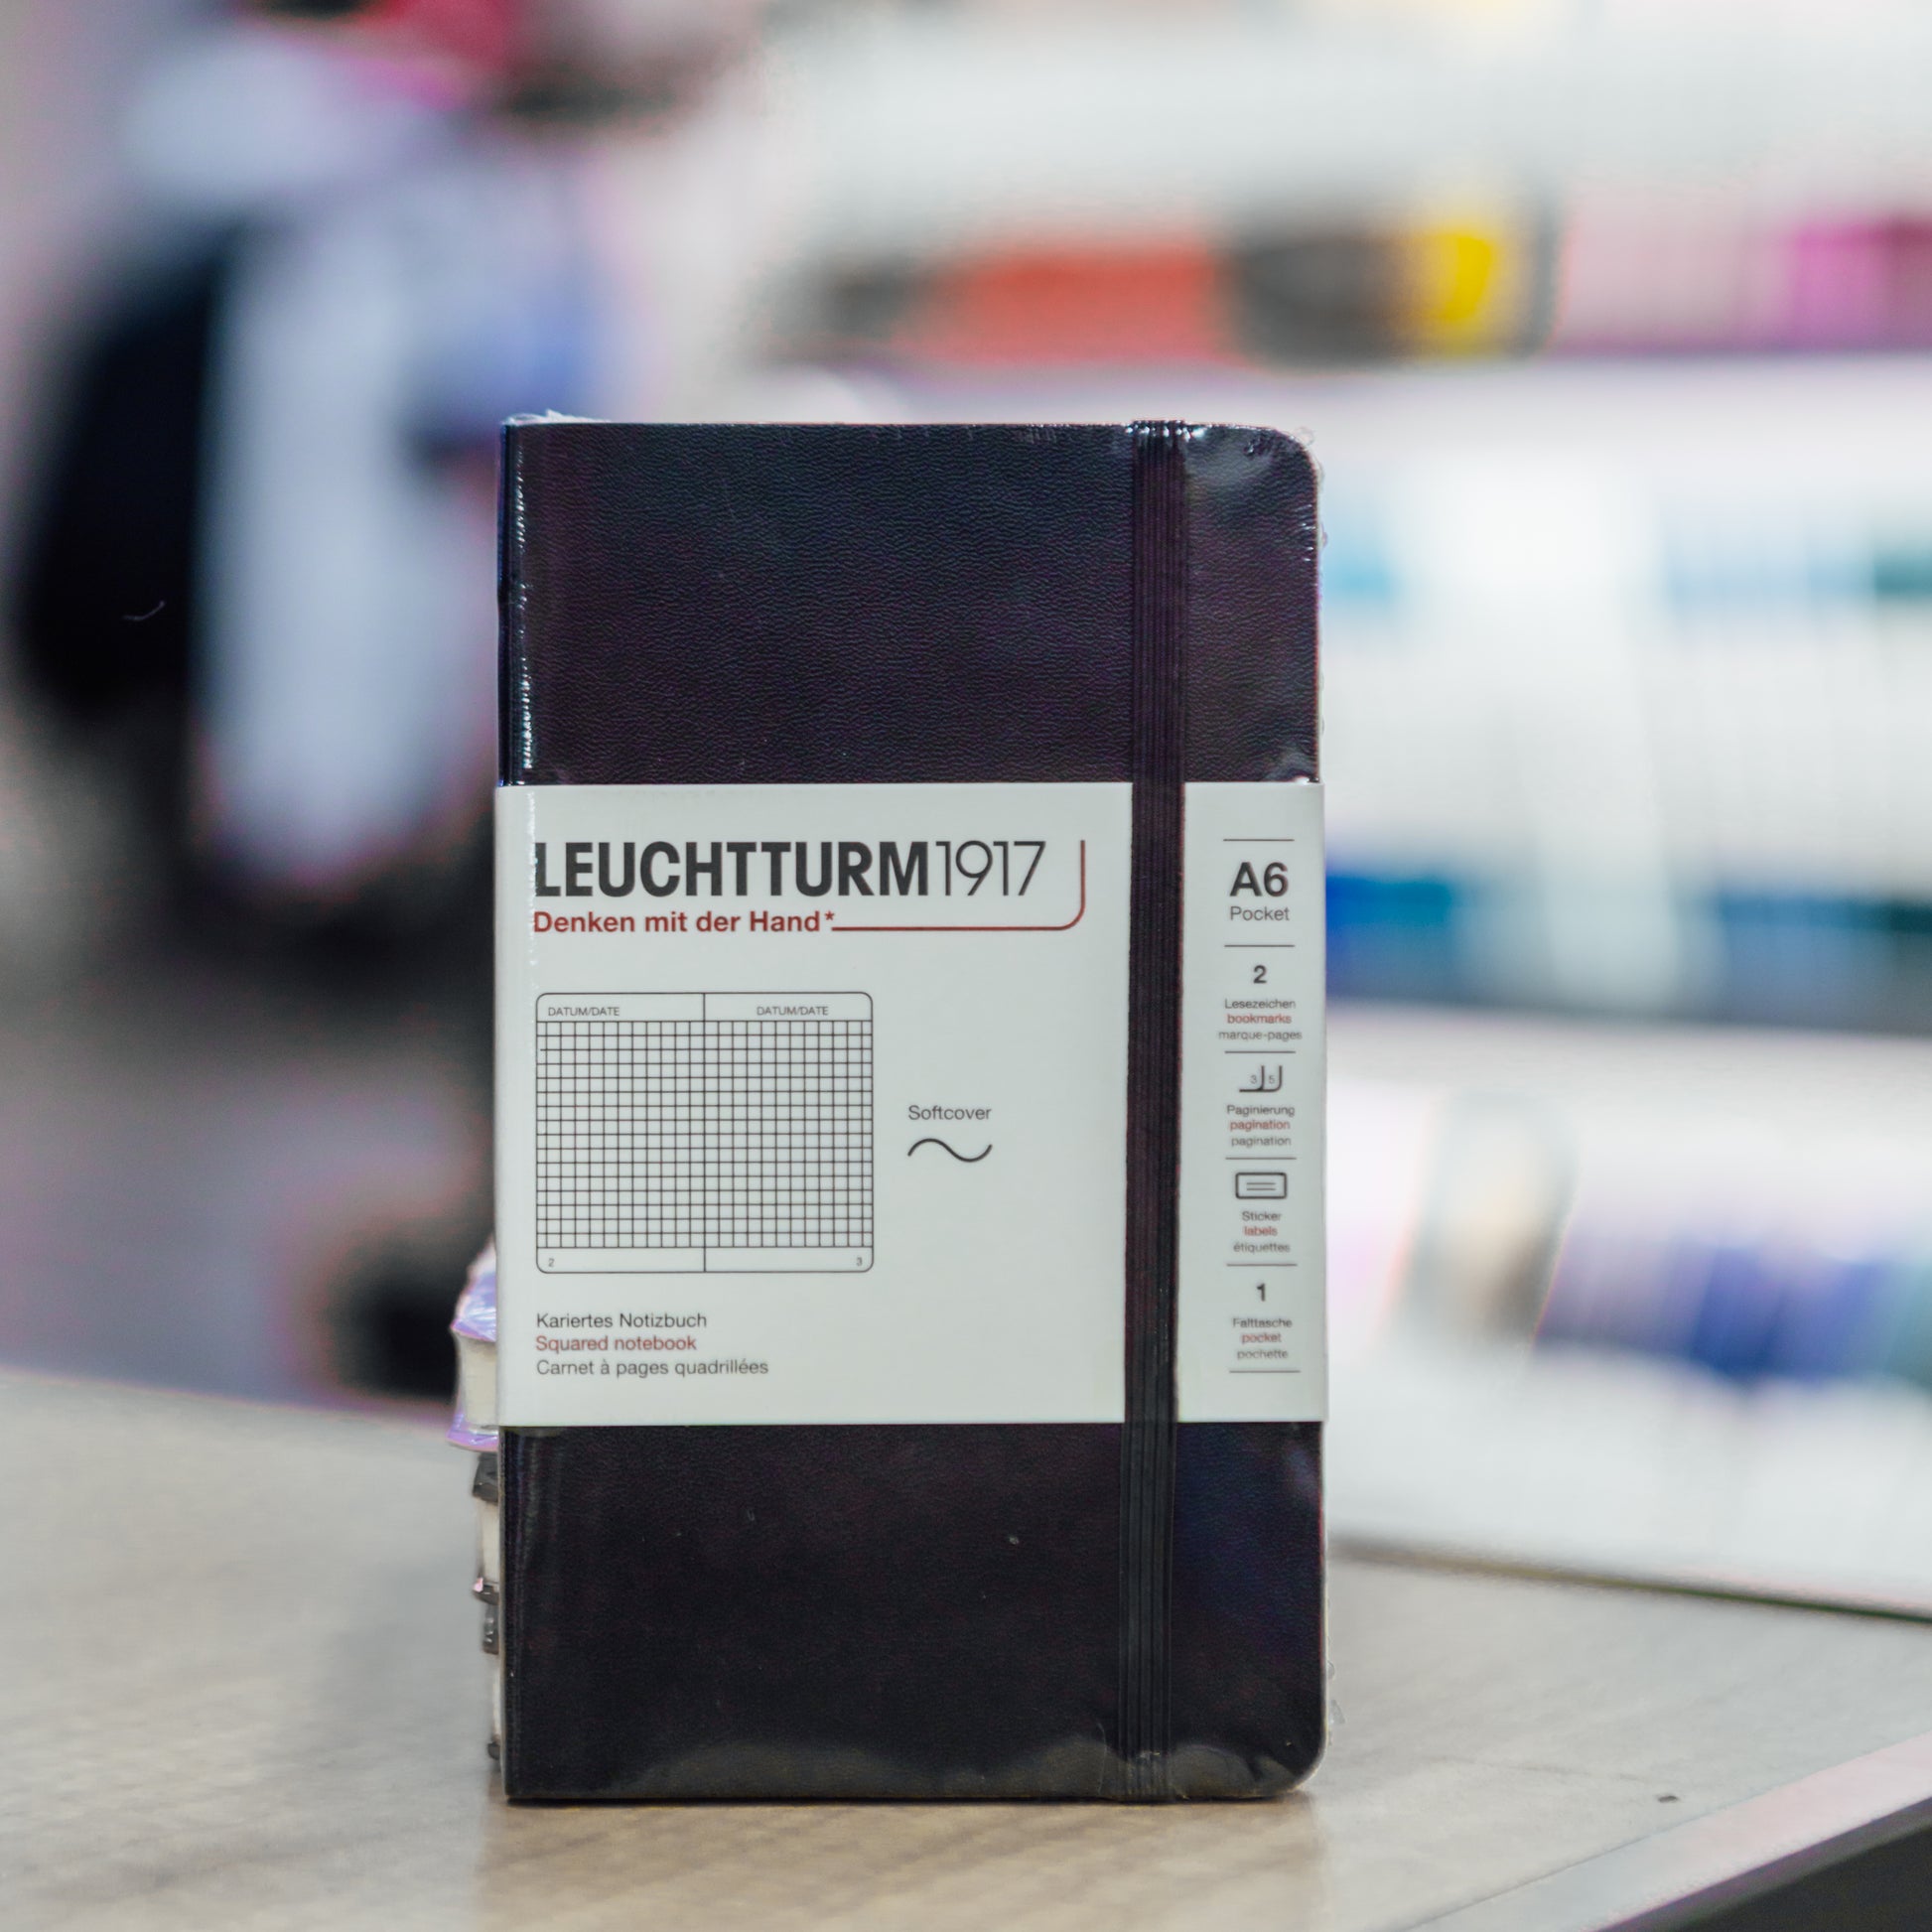 LEUCHTTURM1917
Denken mit der Hand*
DATUM/DATE DATUM/DATE
2 3
Softcover
Kariertes Notizbuch
Squared notebook
Carnet à pages quadrillées
A6
Pocket
2
Lesezeichen
bookmarks
marque-pages
3 5
Paginierung
pagination
pagination
Sticker
labels
étiquettes
1
Falttasche
pocket
pochette